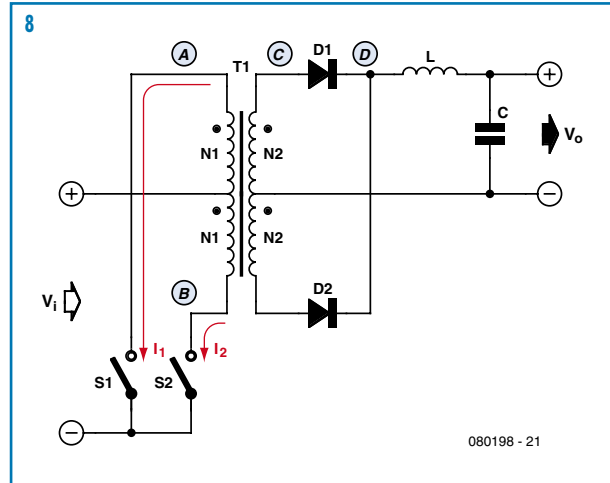 8
A
T1
C
D1
D
L
+
C
Vo
N1
N2
+
−
N1
N2
B
D2
Vi
I1
I2
S1
S2
−
080198 - 21